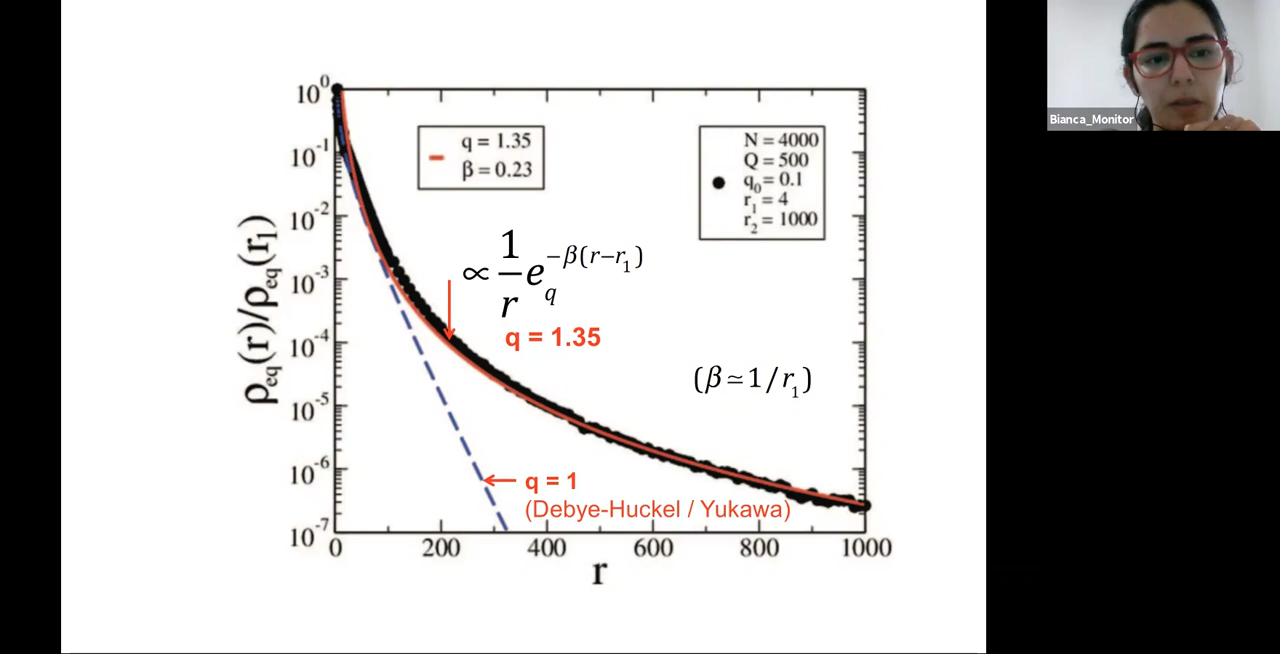 Bianca_Monitor
10⁰
10⁻¹
10⁻²
10⁻³
10⁻⁴
10⁻⁵
10⁻⁶
10⁻⁷
ρeq(r)/ρeq(r₁)
q = 1.35
β = 0.23
N = 4000
Q = 500
q₀ = 0.1
r₁ = 4
r₂ = 1000
∝ 1/r e_q^−β(r−r₁)
q = 1.35
(β ≃ 1/r₁)
q = 1
(Debye-Huckel / Yukawa)
0 200 400 600 800 1000
r